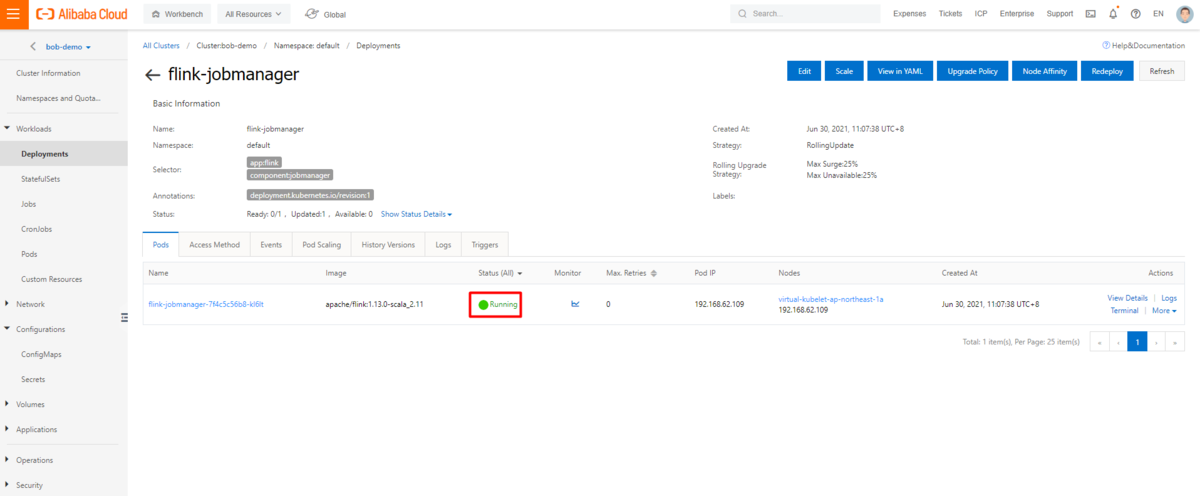 Alibaba Cloud Workbench All Resources Global Search... Expenses Tickets ICP Enterprise Support EN
bob-demo All Clusters / Cluster:bob-demo / Namespace: default / Deployments Help&Documentation
Cluster Information
Namespaces and Quota...
Workloads
Deployments
StatefulSets
Jobs
CronJobs
Pods
Custom Resources
Network
Configurations
ConfigMaps
Secrets
Volumes
Applications
Operations
Security
flink-jobmanager Edit Scale View in YAML Upgrade Policy Node Affinity Redeploy Refresh
Basic Information
Name: flink-jobmanager Created At: Jun 30, 2021, 11:07:38 UTC+8
Namespace: default Strategy: RollingUpdate
Selector: app:flink
component:jobmanager
Rolling Upgrade Strategy: Max Surge:25%
Max Unavailable:25%
Annotations: deployment.kubernetes.io/revision:1 Labels:
Status: Ready: 0/1 , Updated:1 , Available: 0 Show Status Details
Pods Access Method Events Pod Scaling History Versions Logs Triggers
Name Image Status (All) Monitor Max. Retries Pod IP Nodes Created At Actions
flink-jobmanager-7f4c5c56b8-kl6lt apache/flink:1.13.0-scala_2.11 Running 0 192.168.62.109 virtual-kubelet-ap-northeast-1a
192.168.62.109 Jun 30, 2021, 11:07:38 UTC+8 View Details Logs
Terminal More
Total: 1 item(s), Per Page: 25 item(s) « ‹ 1 › »